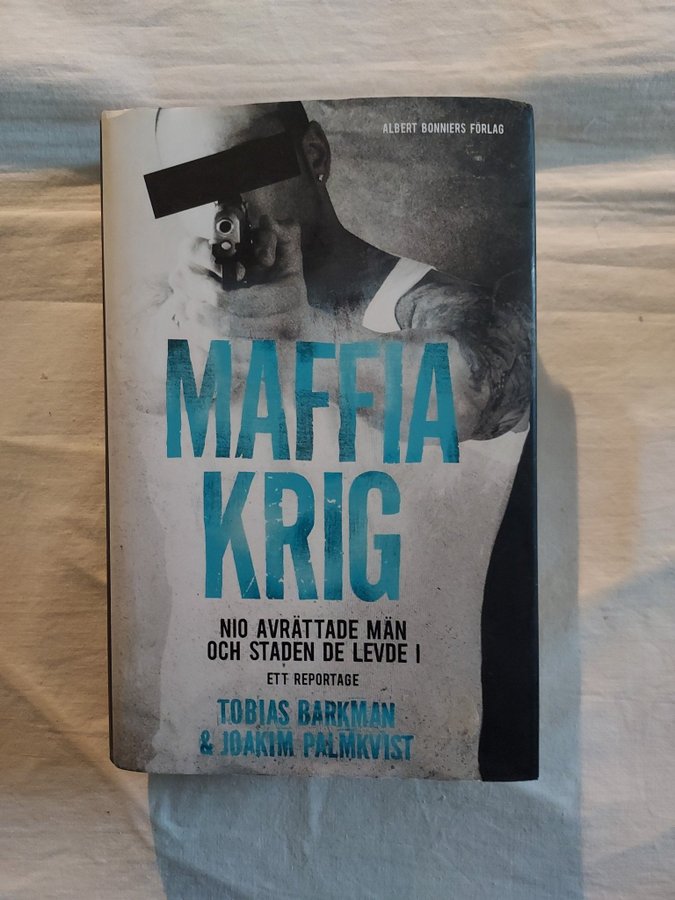 ALBERT BONNIERS FÖRLAG
MAFFIA
KRIG
NIO AVRÄTTADE MÄN
OCH STADEN DE LEVDE I
ETT REPORTAGE
TOBIAS BARKMAN
& JOAKIM PALMKVIST